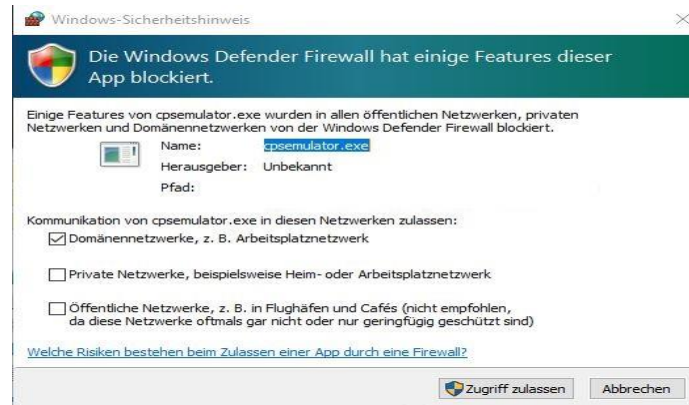 Windows-Sicherheitshinweis
Die Windows Defender Firewall hat einige Features dieser
App blockiert.
Einige Features von cpsemulator.exe wurden in allen öffentlichen Netzwerken, privaten
Netzwerken und Domänennetzwerken von der Windows Defender Firewall blockiert.
Name: cpsemulator.exe
Herausgeber: Unbekannt
Pfad:
Kommunikation von cpsemulator.exe in diesen Netzwerken zulassen:
Domänennetzwerke, z. B. Arbeitsplatznetzwerk
Private Netzwerke, beispielsweise Heim- oder Arbeitsplatznetzwerk
Öffentliche Netzwerke, z. B. in Flughäfen und Cafés (nicht empfohlen,
da diese Netzwerke oftmals gar nicht oder nur geringfügig geschützt sind)
Welche Risiken bestehen beim Zulassen einer App durch eine Firewall?
Zugriff zulassen Abbrechen